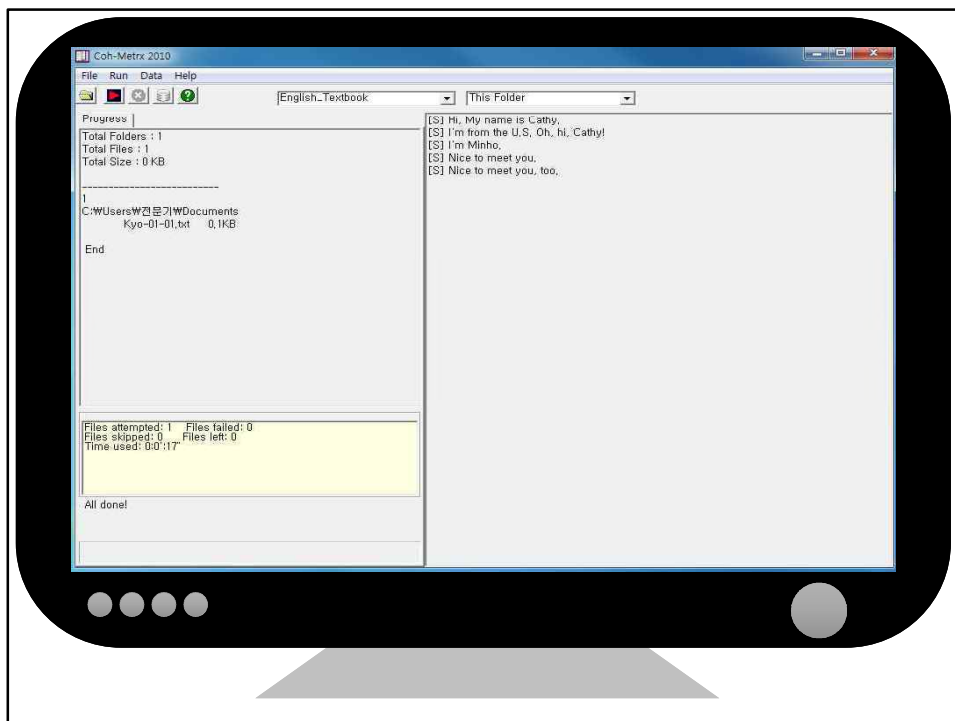 Coh-Metrx 2010
File Run Data Help
English_Textbook This Folder
Progress
Total Folders : 1
Total Files : 1
Total Size : 0 KB
--------------------------
1
C:₩Users₩전문기₩Documents
Kyo-01-01.txt 0.1KB
End
Files attempted: 1 Files failed: 0
Files skipped: 0 Files left: 0
Time used: 0:0':17"
All done!
[S] Hi, My name is Cathy.
[S] I'm from the U.S. Oh, hi, Cathy!
[S] I'm Minho.
[S] Nice to meet you.
[S] Nice to meet you, too.